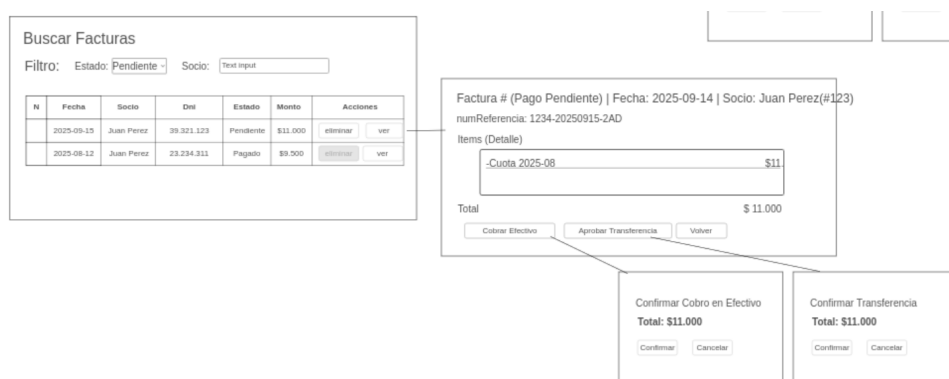 Buscar Facturas
Filtro: Estado: Pendiente Socio: Text input
N Fecha Socio Dni Estado Monto Acciones
2025-09-15 Juan Perez 39.321.123 Pendiente $11.000 eliminar ver
2025-08-12 Juan Perez 23.234.311 Pagado $9.500 eliminar ver
Factura # (Pago Pendiente) | Fecha: 2025-09-14 | Socio: Juan Perez(#123)
numReferencia: 1234-20250915-2AD
Items (Detalle)
-Cuota 2025-08 $11.
Total $ 11.000
Cobrar Efectivo Aprobar Transferencia Volver
Confirmar Cobro en Efectivo
Total: $11.000
Confirmar Cancelar
Confirmar Transferencia
Total: $11.000
Confirmar Cancelar